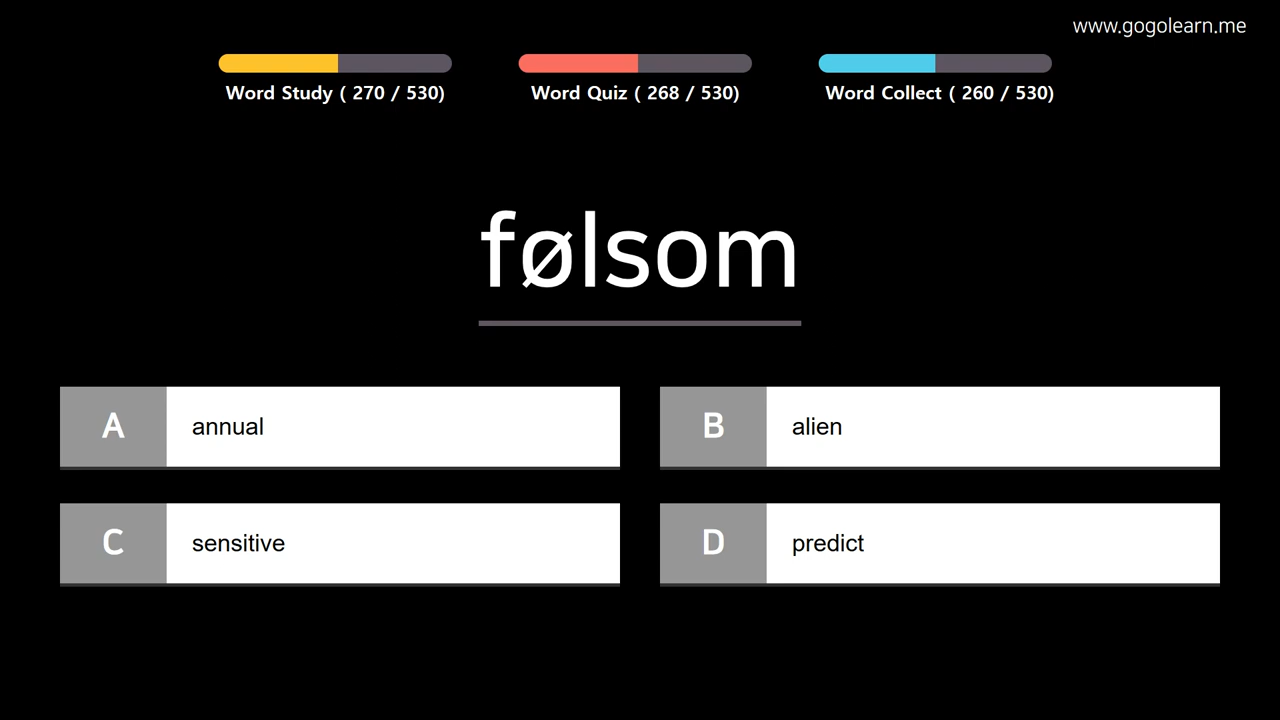 www.gogolearn.me
Word Study ( 270 / 530)
Word Quiz ( 268 / 530)
Word Collect ( 260 / 530)
følsom
A annual
B alien
C sensitive
D predict